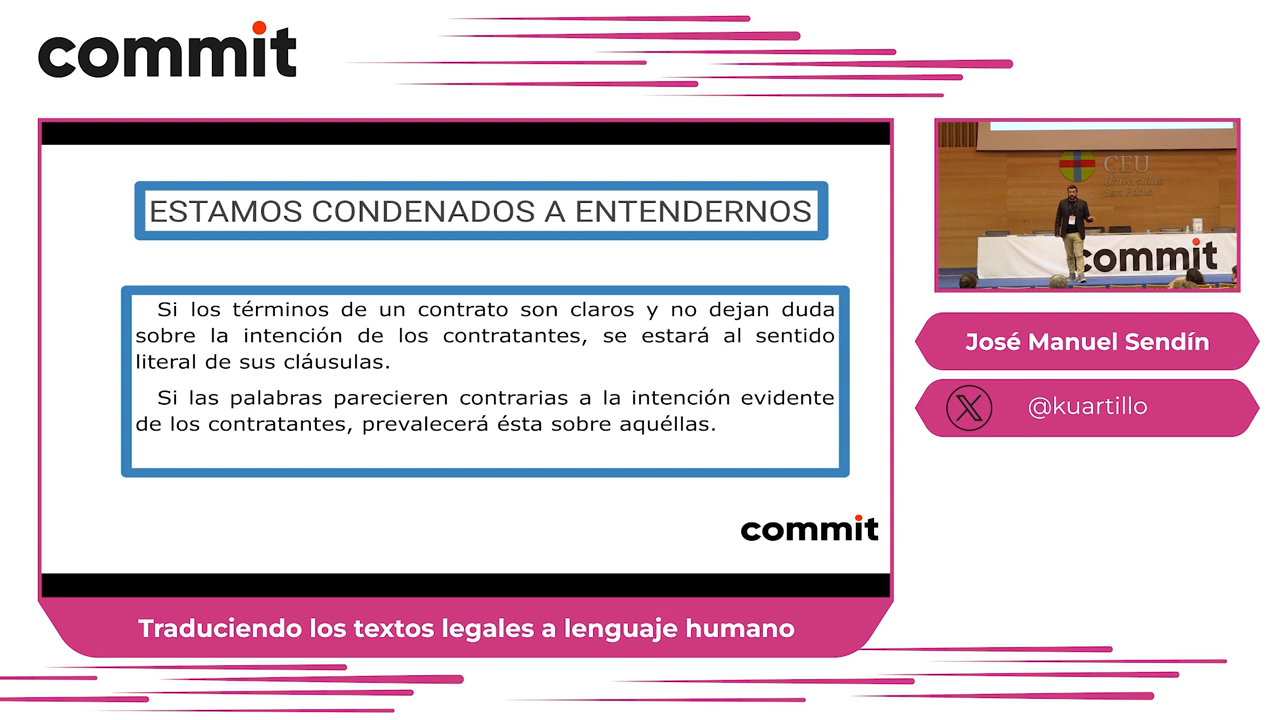 commit
ESTAMOS CONDENADOS A ENTENDERNOS
Si los términos de un contrato son claros y no dejan duda
sobre la intención de los contratantes, se estará al sentido
literal de sus cláusulas.
Si las palabras parecieren contrarias a la intención evidente
de los contratantes, prevalecerá ésta sobre aquéllas.
commit
Traduciendo los textos legales a lenguaje humano
CEU
Universidad
San Pablo
commit
José Manuel Sendín
@kuartillo